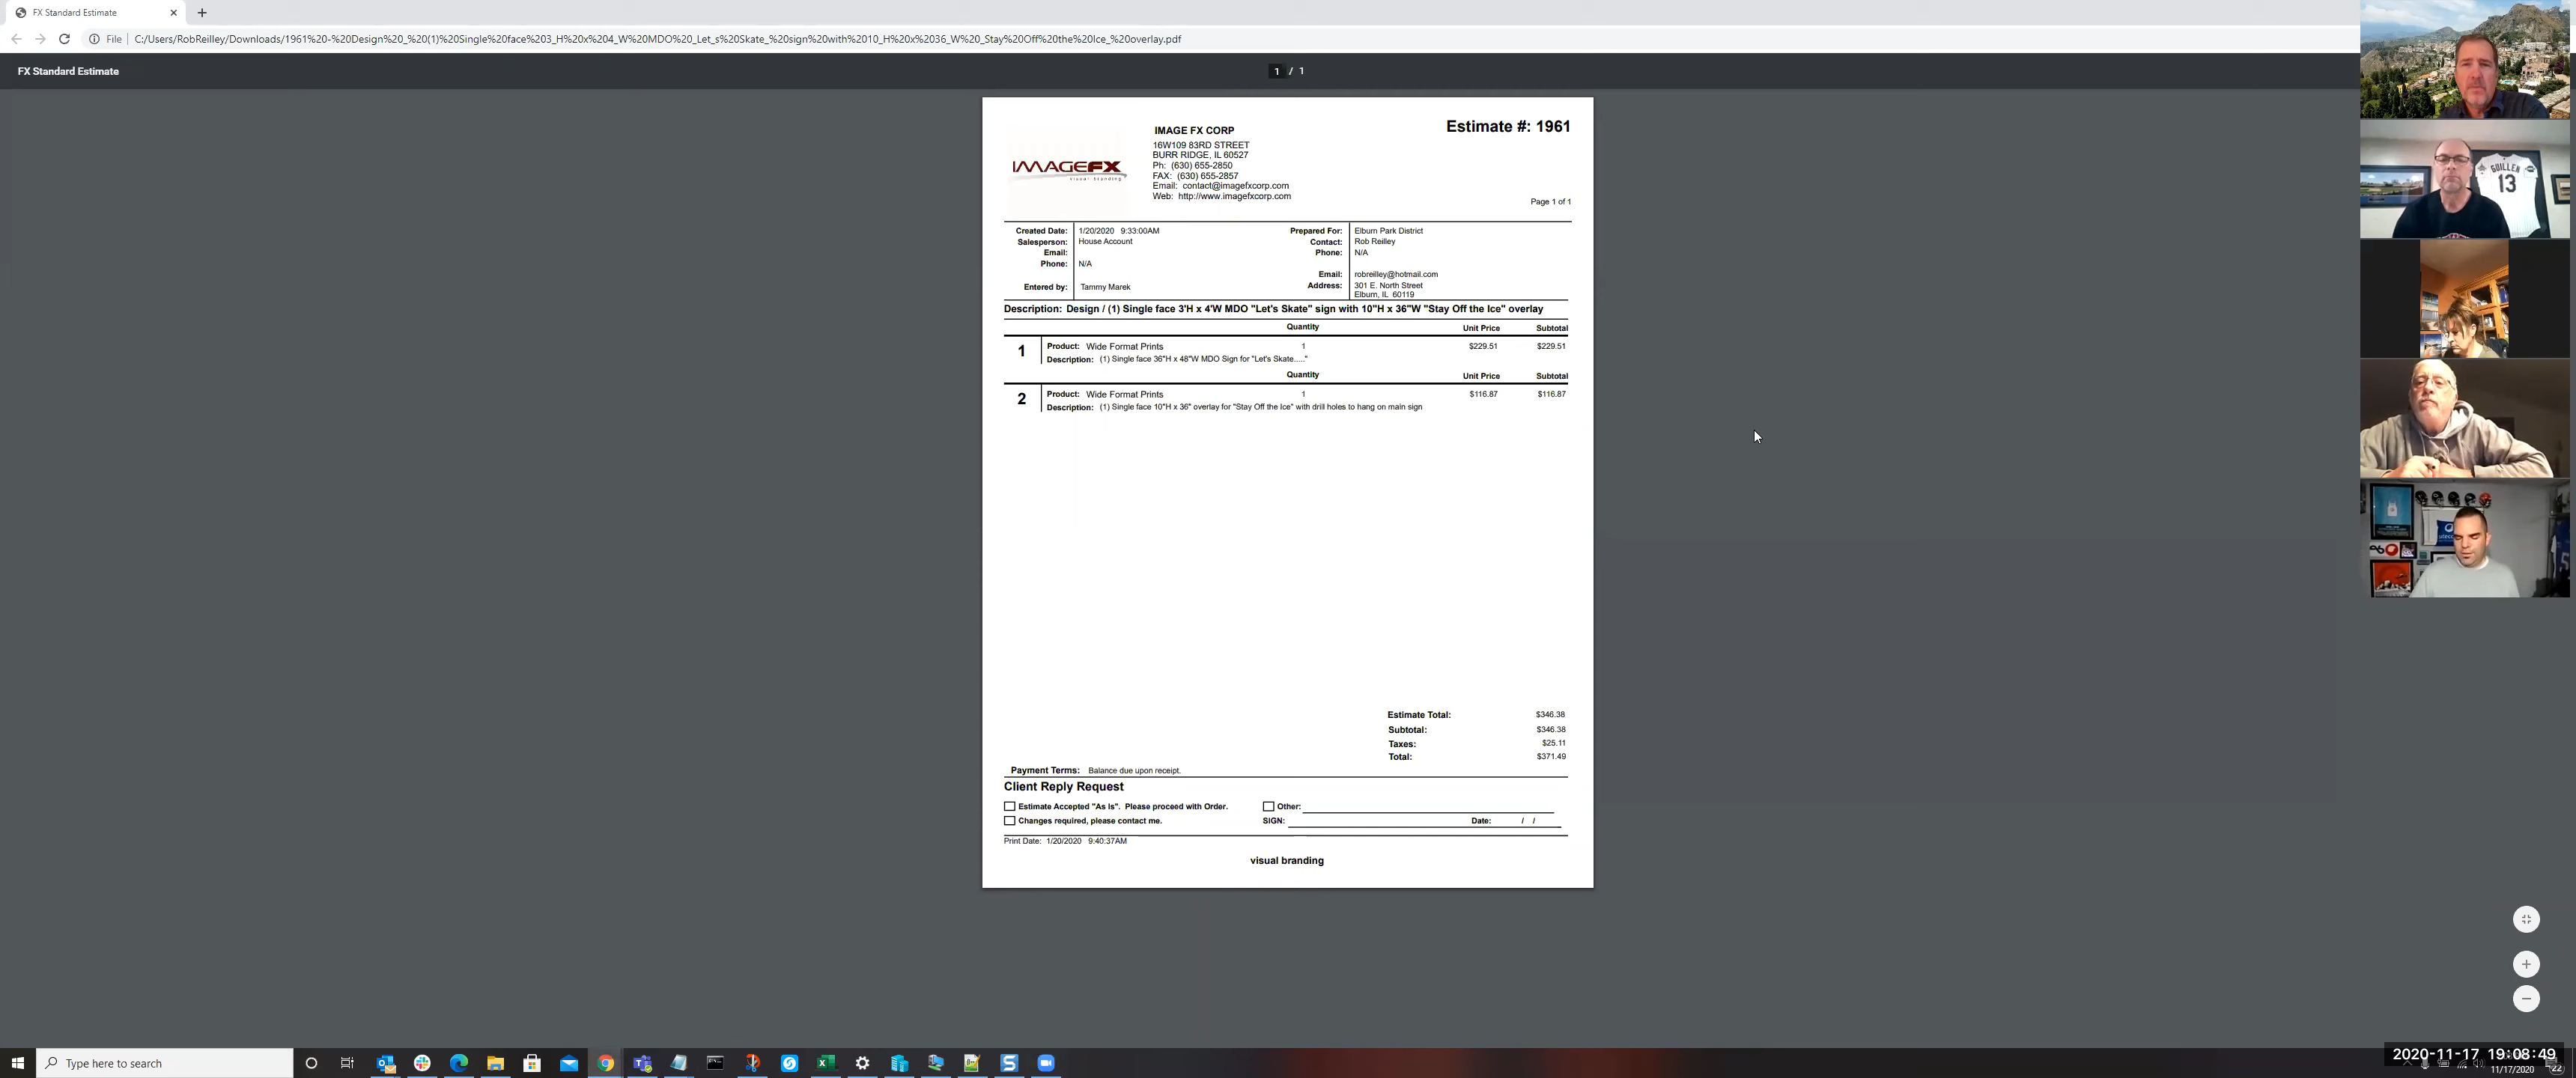 FX Standard Estimate
File C:/Users/RobReilley/Downloads/1961%20-%20Design%20_%20(1)%20Single%20face%203_H%20x%204_W%20MDO%20_Let_s%20Skate_%20sign%20with%2010_H%20x%2036_W%20_Stay%20Off%20the%20Ice_%20overlay.pdf
FX Standard Estimate
1 / 1
IMAGE FX CORP
Estimate #: 1961
16W109 83RD STREET
BURR RIDGE, IL 60527
Ph: (630) 655-2850
IMAGEFX
visual branding
FAX: (630) 655-2857
Email: contact@imagefxcorp.com
Web: http://www.imagefxcorp.com
Page 1 of 1
Created Date: 1/20/2020 9:33:00AM Prepared For: Elburn Park District
Salesperson: House Account Contact: Rob Reilley
Email: Phone: N/A
Phone: N/A
Email: robreilley@hotmail.com
Entered by: Tammy Marek Address: 301 E. North Street
Elburn, IL 60119
Description: Design / (1) Single face 3'H x 4'W MDO "Let's Skate" sign with 10"H x 36"W "Stay Off the Ice" overlay
Quantity Unit Price Subtotal
1 Product: Wide Format Prints 1 $229.51 $229.51
Description: (1) Single face 36"H x 48"W MDO Sign for "Let's Skate....."
Quantity Unit Price Subtotal
2 Product: Wide Format Prints 1 $116.87 $116.87
Description: (1) Single face 10"H x 36" overlay for "Stay Off the Ice" with drill holes to hang on main sign
Estimate Total: $346.38
Subtotal: $346.38
Taxes: $25.11
Total: $371.49
Payment Terms: Balance due upon receipt.
Client Reply Request
Estimate Accepted "As Is". Please proceed with Order. Other:
Changes required, please contact me. SIGN: Date: / /
Print Date: 1/20/2020 9:40:37AM
visual branding
GUILLEN
13
Type here to search
2020-11-17 19:08:49
11/17/2020
22